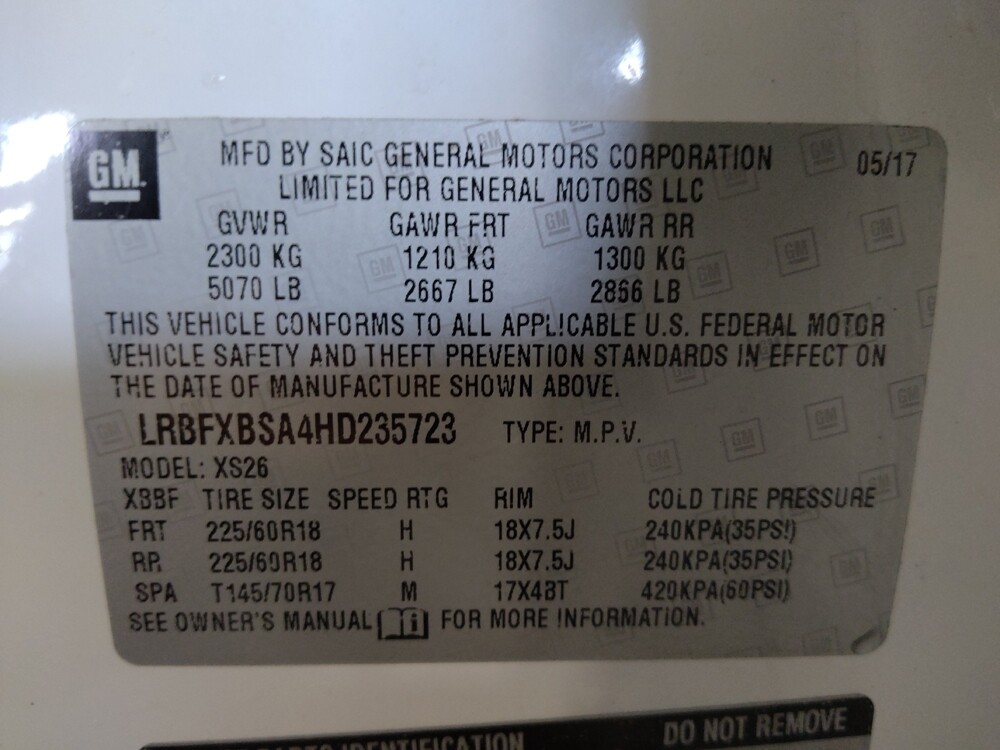 GM
MFD BY SAIC GENERAL MOTORS CORPORATION 05/17
LIMITED FOR GENERAL MOTORS LLC
GVWR GAWR FRT GAWR RR
2300 KG 1210 KG 1300 KG
5070 LB 2667 LB 2866 LB
THIS VEHICLE CONFORMS TO ALL APPLICABLE U.S. FEDERAL MOTOR
VEHICLE SAFETY AND THEFT PREVENTION STANDARDS IN EFFECT ON
THE DATE OF MANUFACTURE SHOWN ABOVE.
LRBFXBSA4HD235723 TYPE: M.P.V.
MODEL: XS26
XBBF TIRE SIZE SPEED RTG RIM COLD TIRE PRESSURE
FRT 225/60R18 H 18X7.5J 240KPA(35PSI)
RR 225/60R18 H 18X7.5J 240KPA(35PSI)
SPA T145/70R17 M 17X4BT 420KPA(60PSI)
SEE OWNER'S MANUAL FOR MORE INFORMATION.
PARTS IDENTIFICATION DO NOT REMOVE